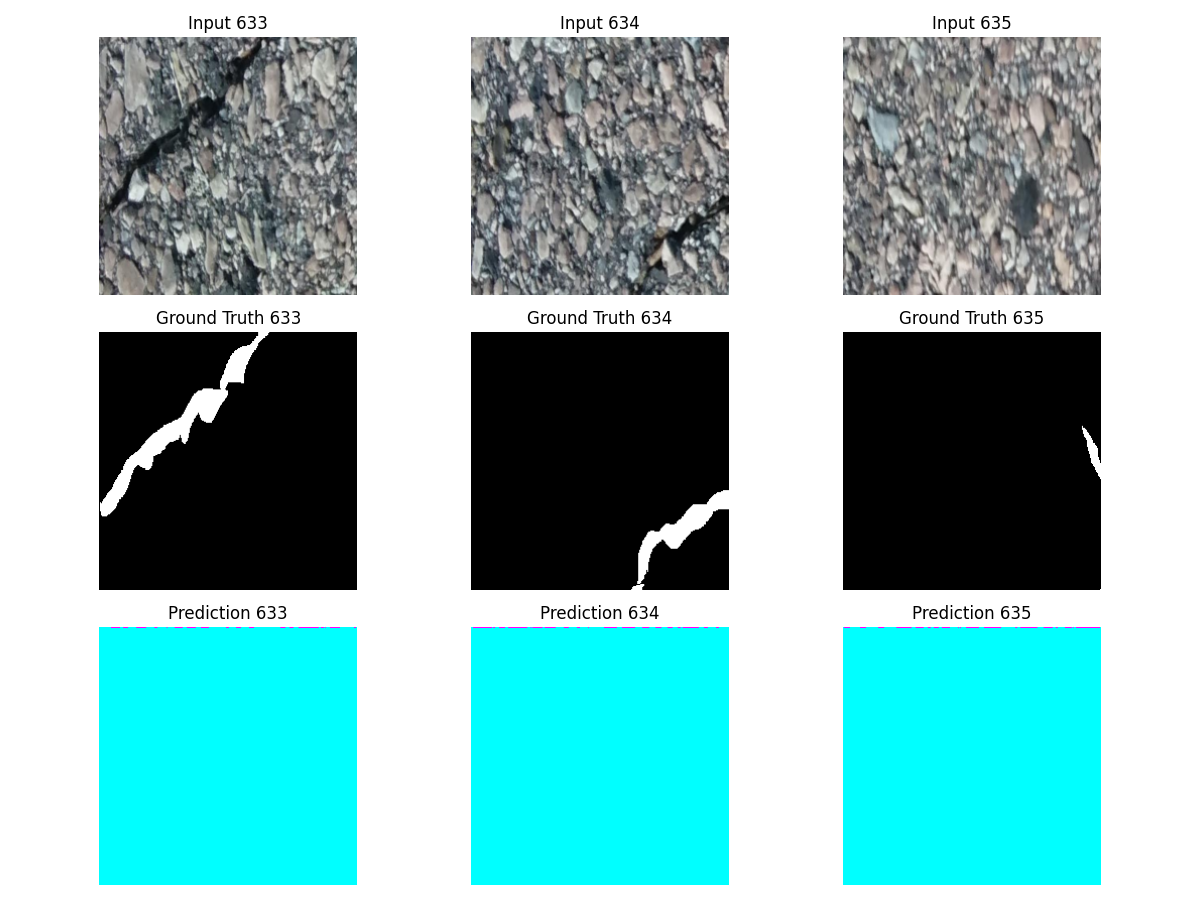 Input 633
Input 634
Input 635
Ground Truth 633
Ground Truth 634
Ground Truth 635
Prediction 633
Prediction 634
Prediction 635